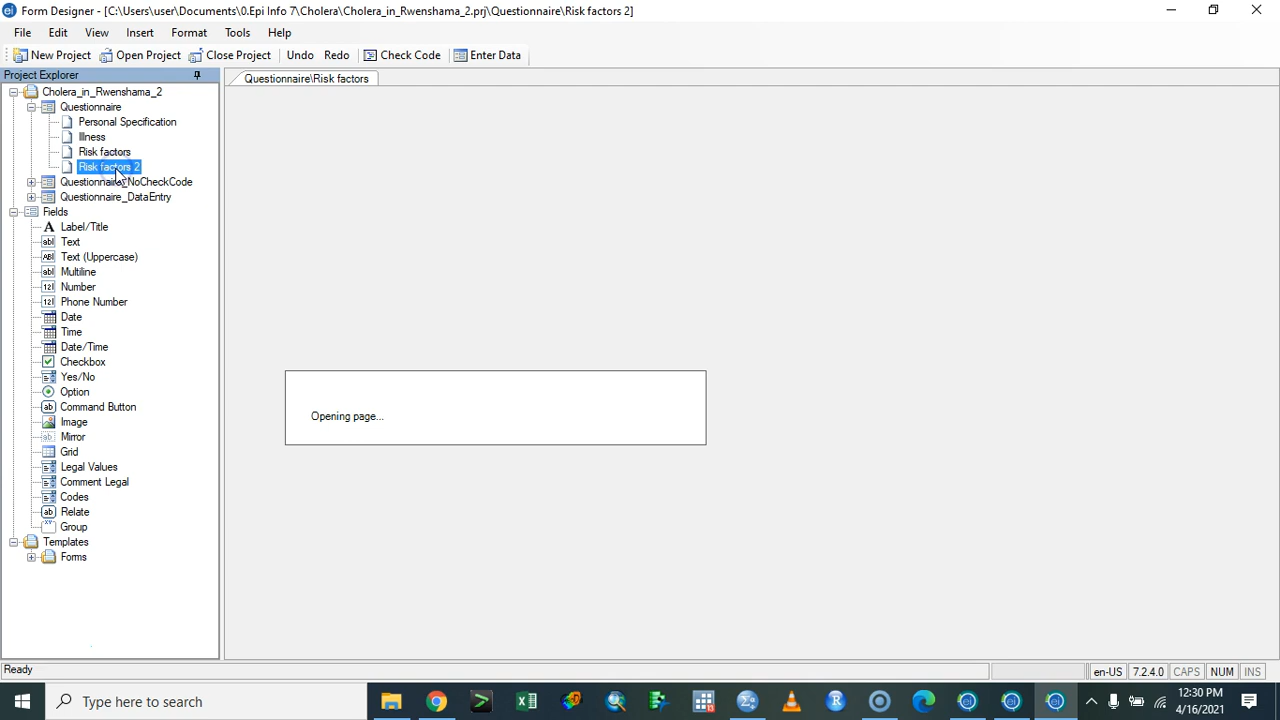 Form Designer - [C:\Users\user\Documents\0.Epi Info 7\Cholera\Cholera_in_Rwenshama_2.prj\Questionnaire\Risk factors 2]
File Edit View Insert Format Tools Help
New Project Open Project Close Project Undo Redo Check Code Enter Data
Project Explorer
Questionnaire\Risk factors
Cholera_in_Rwenshama_2
Questionnaire
Personal Specification
Illness
Risk factors
Risk factors 2
Questionnaire_NoCheckCode
Questionnaire_DataEntry
Fields
Label/Title
Text
Text (Uppercase)
Multiline
Number
Phone Number
Date
Time
Date/Time
Checkbox
Yes/No
Option
Command Button
Image
Mirror
Grid
Legal Values
Comment Legal
Codes
Relate
Group
Templates
Forms
Opening page...
Ready
en-US 7.2.4.0 CAPS NUM INS
Type here to search
12:30 PM
4/16/2021